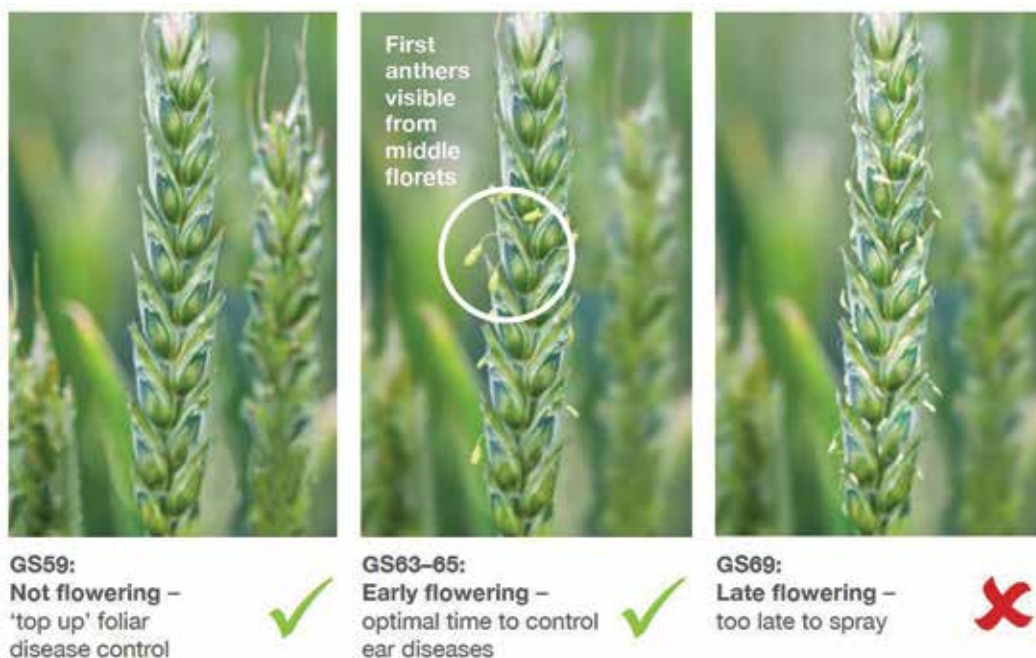 First
anthers
visible
from
middle
florets
GS59:
Not flowering –
'top up' foliar
disease control
GS63–65:
Early flowering –
optimal time to control
ear diseases
GS69:
Late flowering –
too late to spray